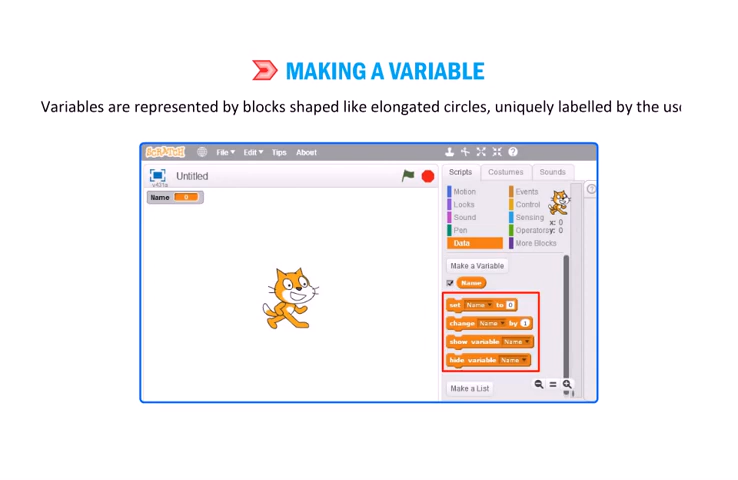 MAKING A VARIABLE
Variables are represented by blocks shaped like elongated circles, uniquely labelled by the
SCRATCH File Edit Tips About
Untitled
v421a
Name 0
Scripts Costumes Sounds
Motion Events
Looks Control
Sound Sensing
Pen Operators
Data More Blocks
x: 0
y: 0
Make a Variable
Name
set Name to 0
change Name by 1
show variable Name
hide variable Name
Make a List